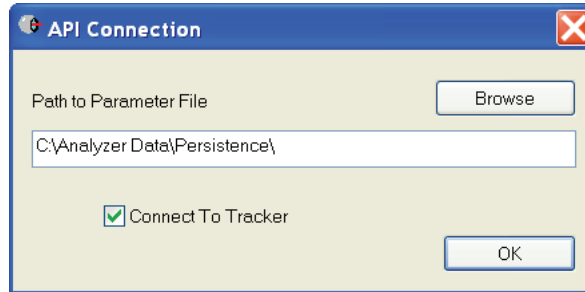 API Connection
Path to Parameter File
Browse
C:\Analyzer Data\Persistence\
Connect To Tracker
OK